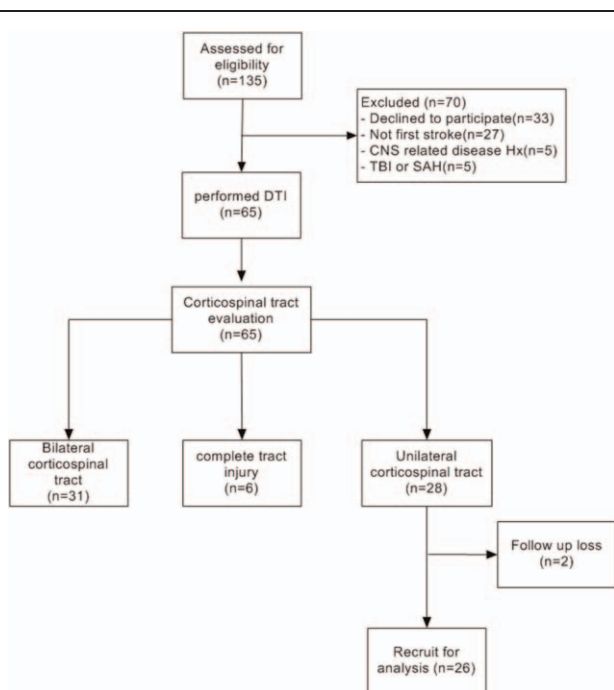 Assessed for
eligibility
(n=135)
Excluded (n=70)
- Declined to participate(n=33)
- Not first stroke(n=27)
- CNS related disease Hx(n=5)
- TBI or SAH(n=5)
performed DTI
(n=65)
Corticospinal tract
evaluation
(n=65)
Bilateral
corticospinal
tract
(n=31)
complete tract
injury
(n=6)
Unilateral
corticospinal tract
(n=28)
Follow up loss
(n=2)
Recruit for
analysis (n=26)